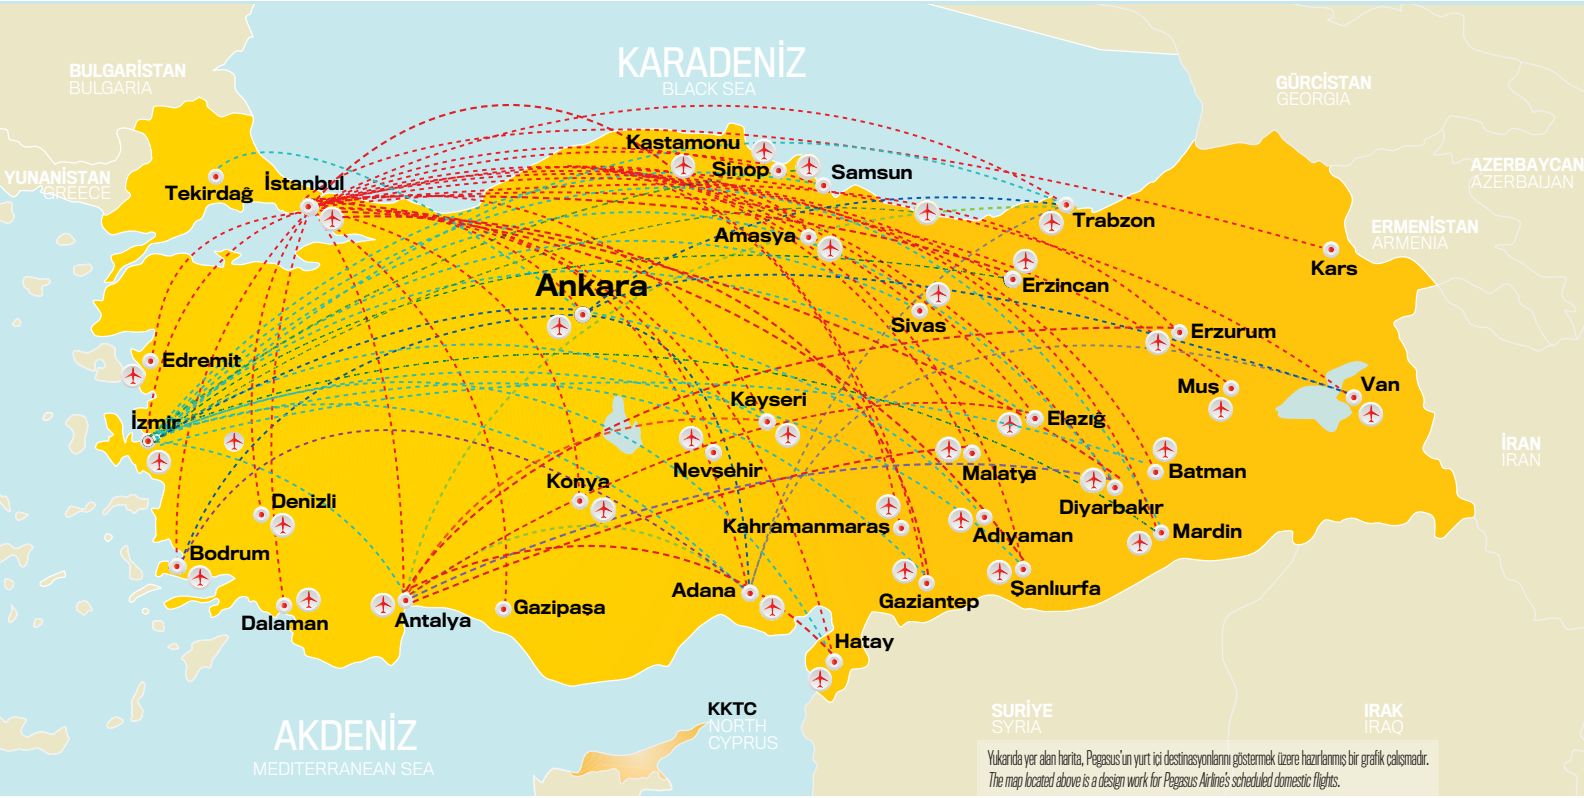 KARADENİZ
BLACK SEA
BULGARİSTAN
BULGARIA
GÜRCİSTAN
GEORGIA
YUNANİSTAN
GREECE
AZERBAYCAN
AZERBAIJAN
ERMENİSTAN
ARMENIA
Kastamonu
Sinop
Samsun
Tekirdağ
İstanbul
Trabzon
Amasya
Kars
Ankara
Erzincan
Sivas
Erzurum
Edremit
Muş
Van
Kayseri
İzmir
Elazığ
İRAN
IRAN
Nevşehir
Malatya
Batman
Konya
Denizli
Diyarbakır
Kahramanmaraş
Adıyaman
Mardin
Bodrum
Adana
Şanlıurfa
Gaziantep
Gazipaşa
Dalaman
Antalya
Hatay
KKTC
NORTH
CYPRUS
SURİYE
SYRIA
IRAK
IRAQ
AKDENİZ
MEDITERRANEAN SEA
Yukarıda yer alan harita, Pegasus'un yurt içi destinasyonlarını göstermek üzere hazırlanmış bir grafik çalışmadır.
The map located above is a design work for Pegasus Airline's scheduled domestic flights.